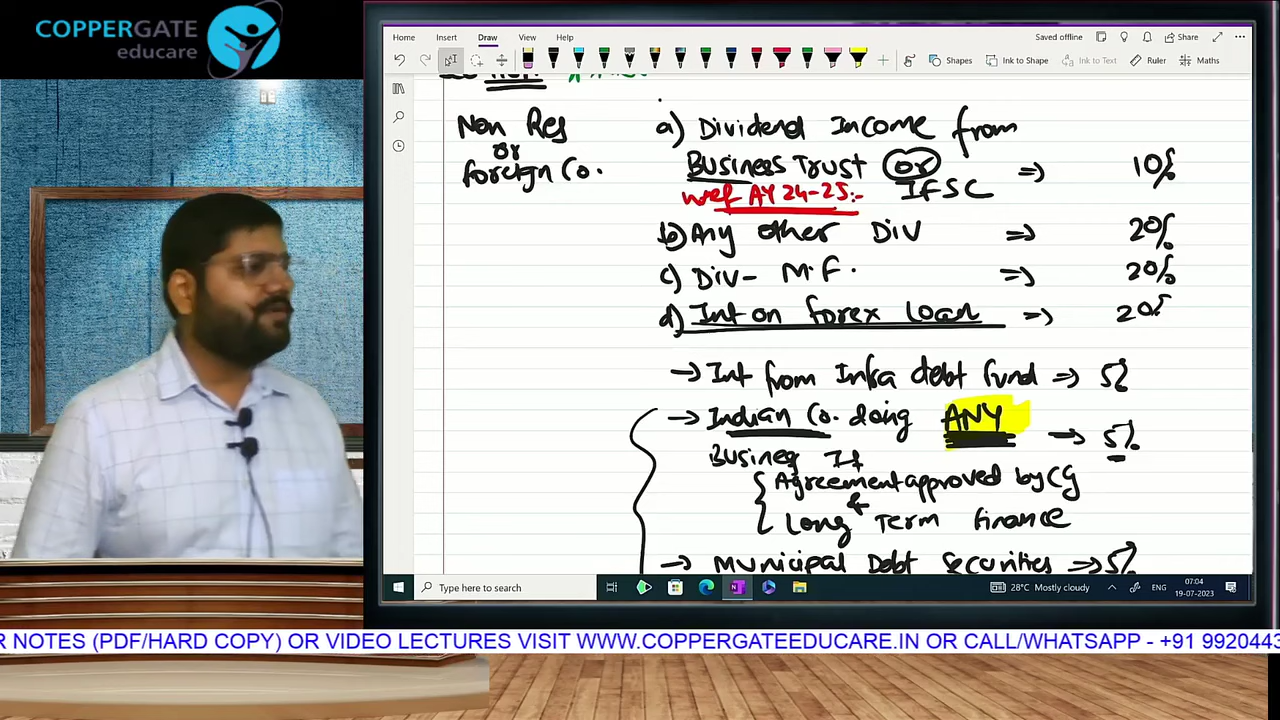 COPPERGATE
educare
Home Insert Draw View Help
Saved offline
Share
Shapes Ink to Shape Ink to Text Ruler Maths
Non Res
or
foreign Co.
a) Dividend Income from
Business Trust or IFSC => 10%
wef AY 24-25:-
b) Any other Div => 20%
c) Div- M.F. => 20%
d) Int on forex loan => 20%
→ Int from Infra debt fund => 5%
→ Indian Co. doing ANY → 5%
Business If
Agreement approved by CG
&
Long Term finance
→ Municipal Debt Securities => 5%
Type here to search
28°C Mostly cloudy
ENG
07:04
19-07-2023
R NOTES (PDF/HARD COPY) OR VIDEO LECTURES VISIT WWW.COPPERGATEEDUCARE.IN OR CALL/WHATSAPP - +91 9920443